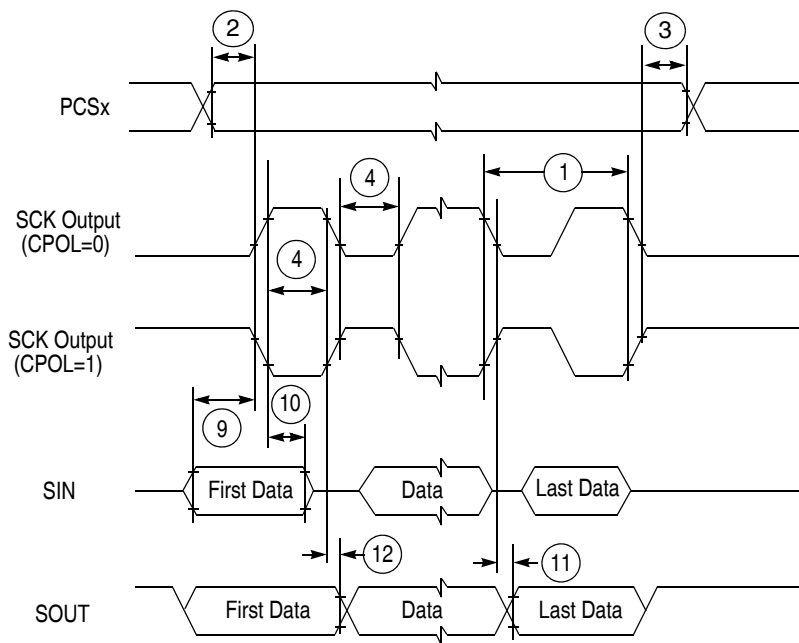 2
3
PCSx
1
4
SCK Output
(CPOL=0)
4
SCK Output
(CPOL=1)
10
9
SIN
First Data
Data
Last Data
12
11
SOUT
First Data
Data
Last Data